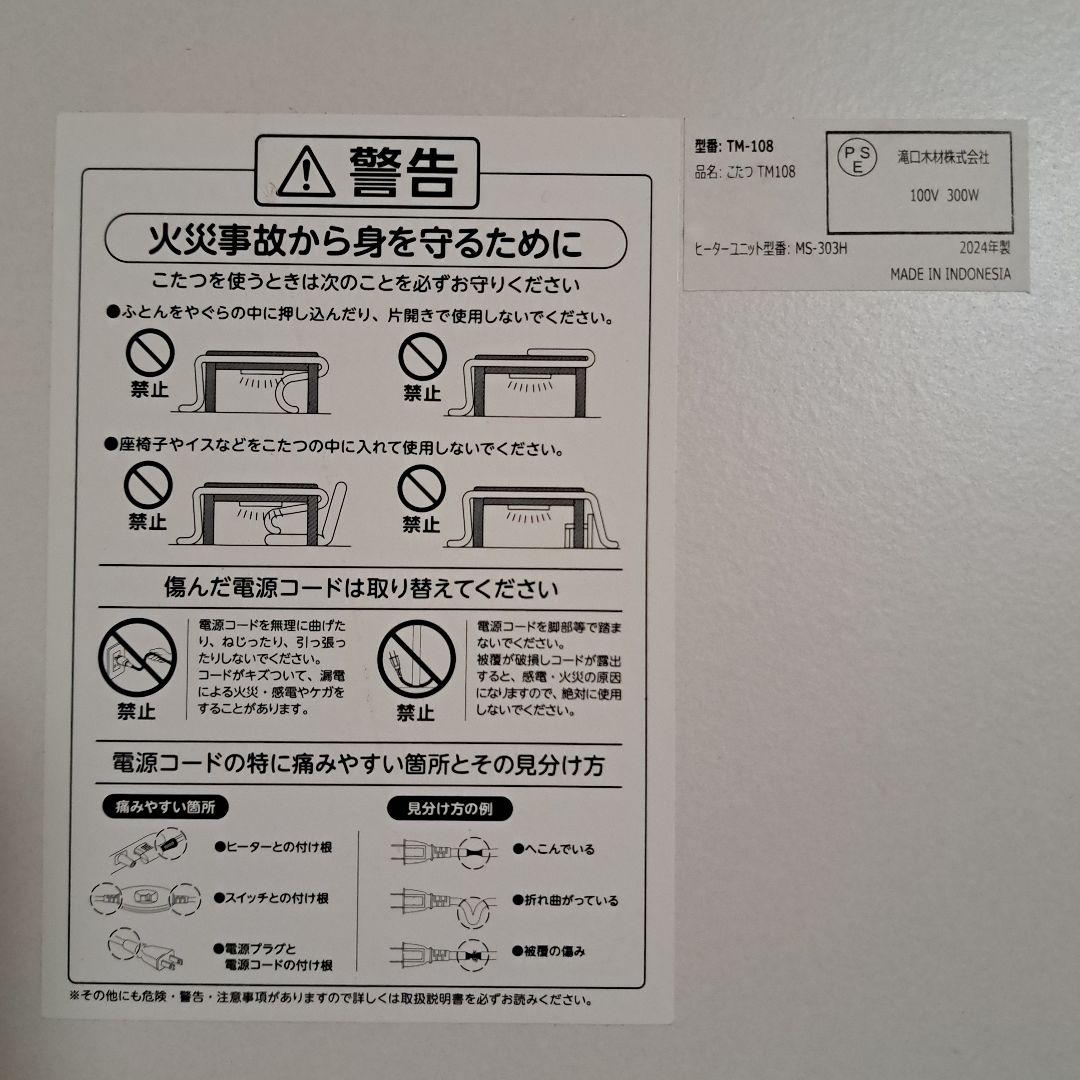 警告
火災事故から身を守るために
こたつを使うときは次のことを必ずお守りください
●ふとんをやぐらの中に押し込んだり、片開きで使用しないでください。
禁止
禁止
●座椅子やイスなどをこたつの中に入れて使用しないでください。
禁止
禁止
傷んだ電源コードは取り替えてください
電源コードを無理に曲げた
り、ねじったり、引っ張っ
たりしないでください。
コードがキズついて、漏電
による火災・感電やケガを
することがあります。
禁止
電源コードを脚部等で踏ま
ないでください。
被覆が破損しコードが露出
すると、感電・火災の原因
になりますので、絶対に使用
しないでください。
禁止
電源コードの特に痛みやすい箇所とその見分け方
痛みやすい箇所
●ヒーターとの付け根
●スイッチとの付け根
●電源プラグと
電源コードの付け根
見分け方の例
●へこんでいる
●折れ曲がっている
●被覆の傷み
※その他にも危険・警告・注意事項がありますので詳しくは取扱説明書を必ずお読みください。
型番: TM-108
品名: こたつ TM108
PSE
滝口木材株式会社
100V 300W
ヒーターユニット型番: MS-303H
2024年製
MADE IN INDONESIA